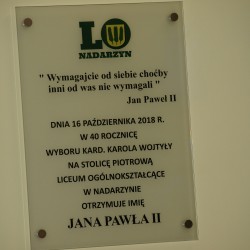 LO
NADARZYN
" Wymagajcie od siebie choćby
inni od was nie wymagali "
Jan Paweł II
DNIA 16 PAŹDZIERNIKA 2018 R.
W 40 ROCZNICĘ
WYBORU KARD. KAROLA WOJTYŁY
NA STOLICĘ PIOTROWĄ
LICEUM OGÓLNOKSZTAŁCĄCE
W NADARZYNIE
OTRZYMUJE IMIĘ
JANA PAWŁA II